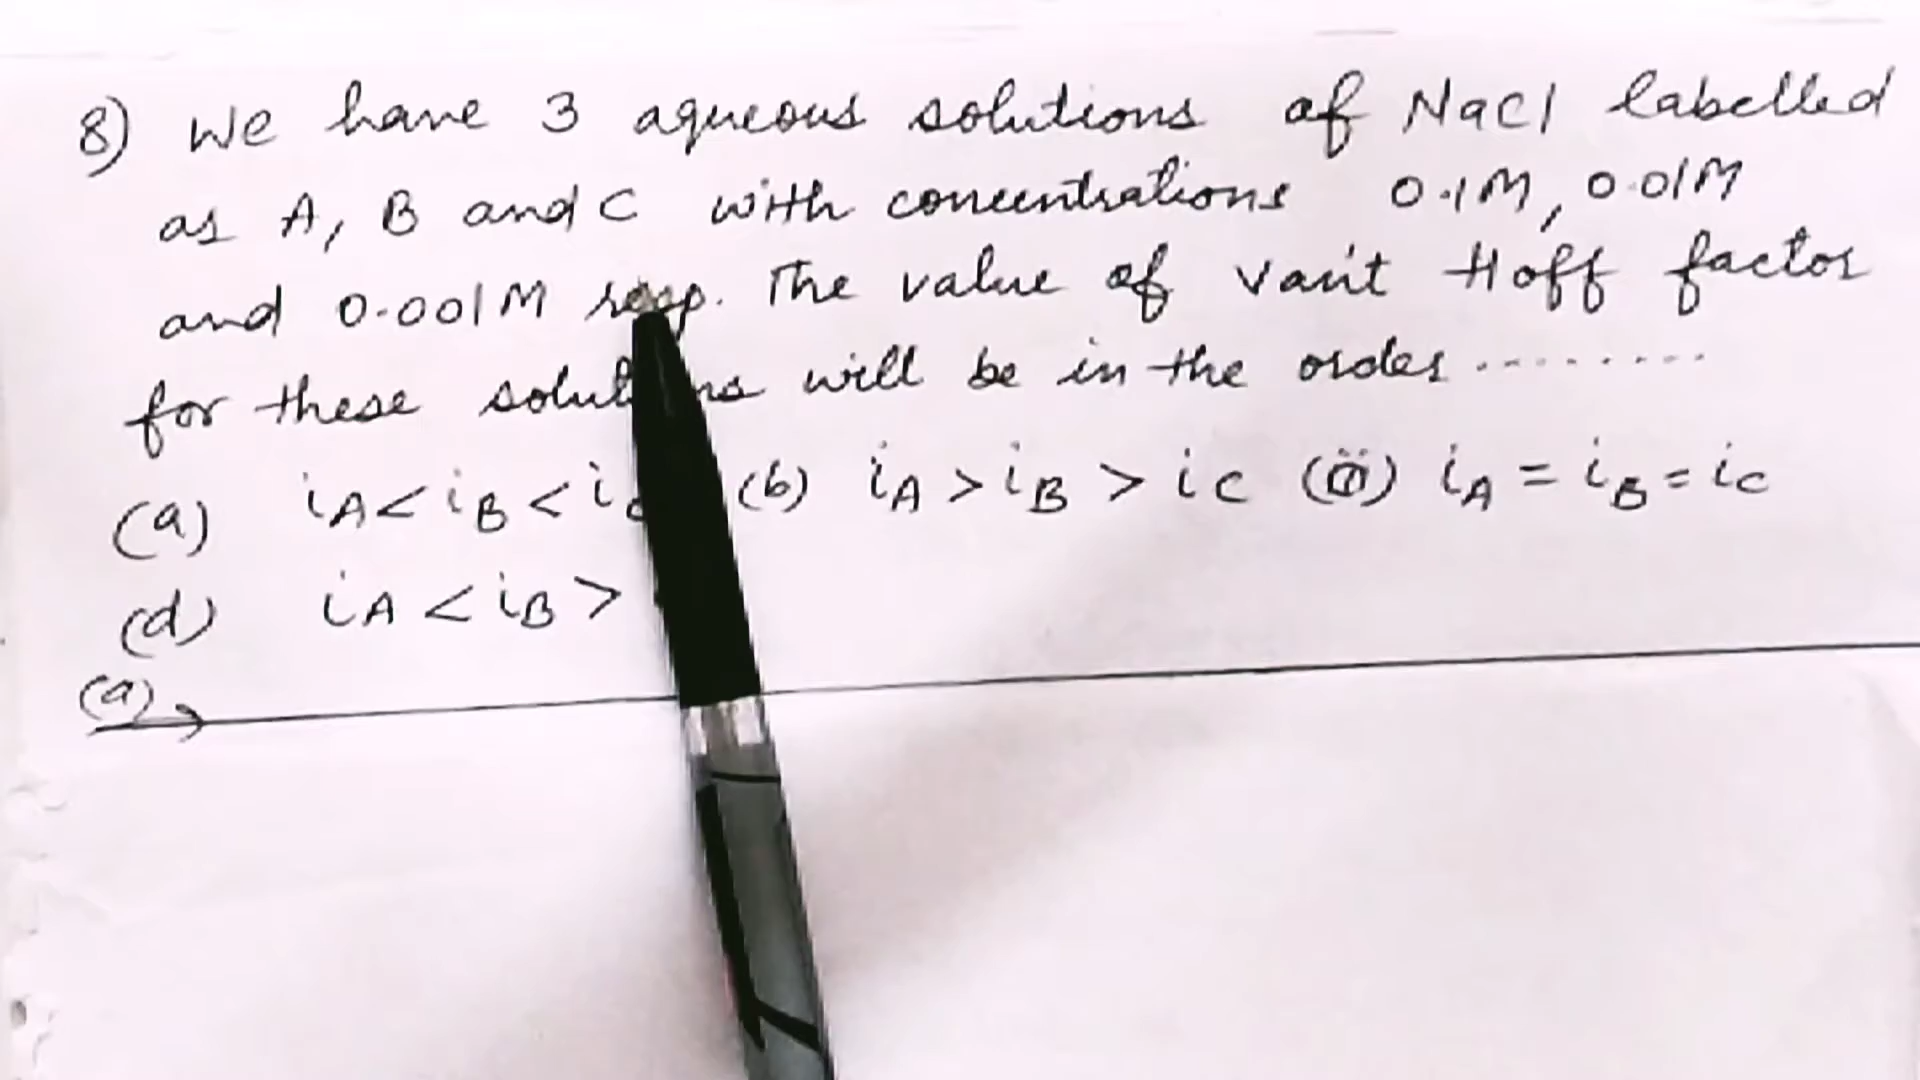 8) We have 3 aqueous solutions of NaCl labelled
as A, B and C with concentrations 0.1M, 0.01M
and 0.001M resp. The value of Van't Hoff factor
for these will be in the order ........
(a) iA < iB < (b) iA > iB > iC iA = iB = iC
(d) iA < iB >
(a) →